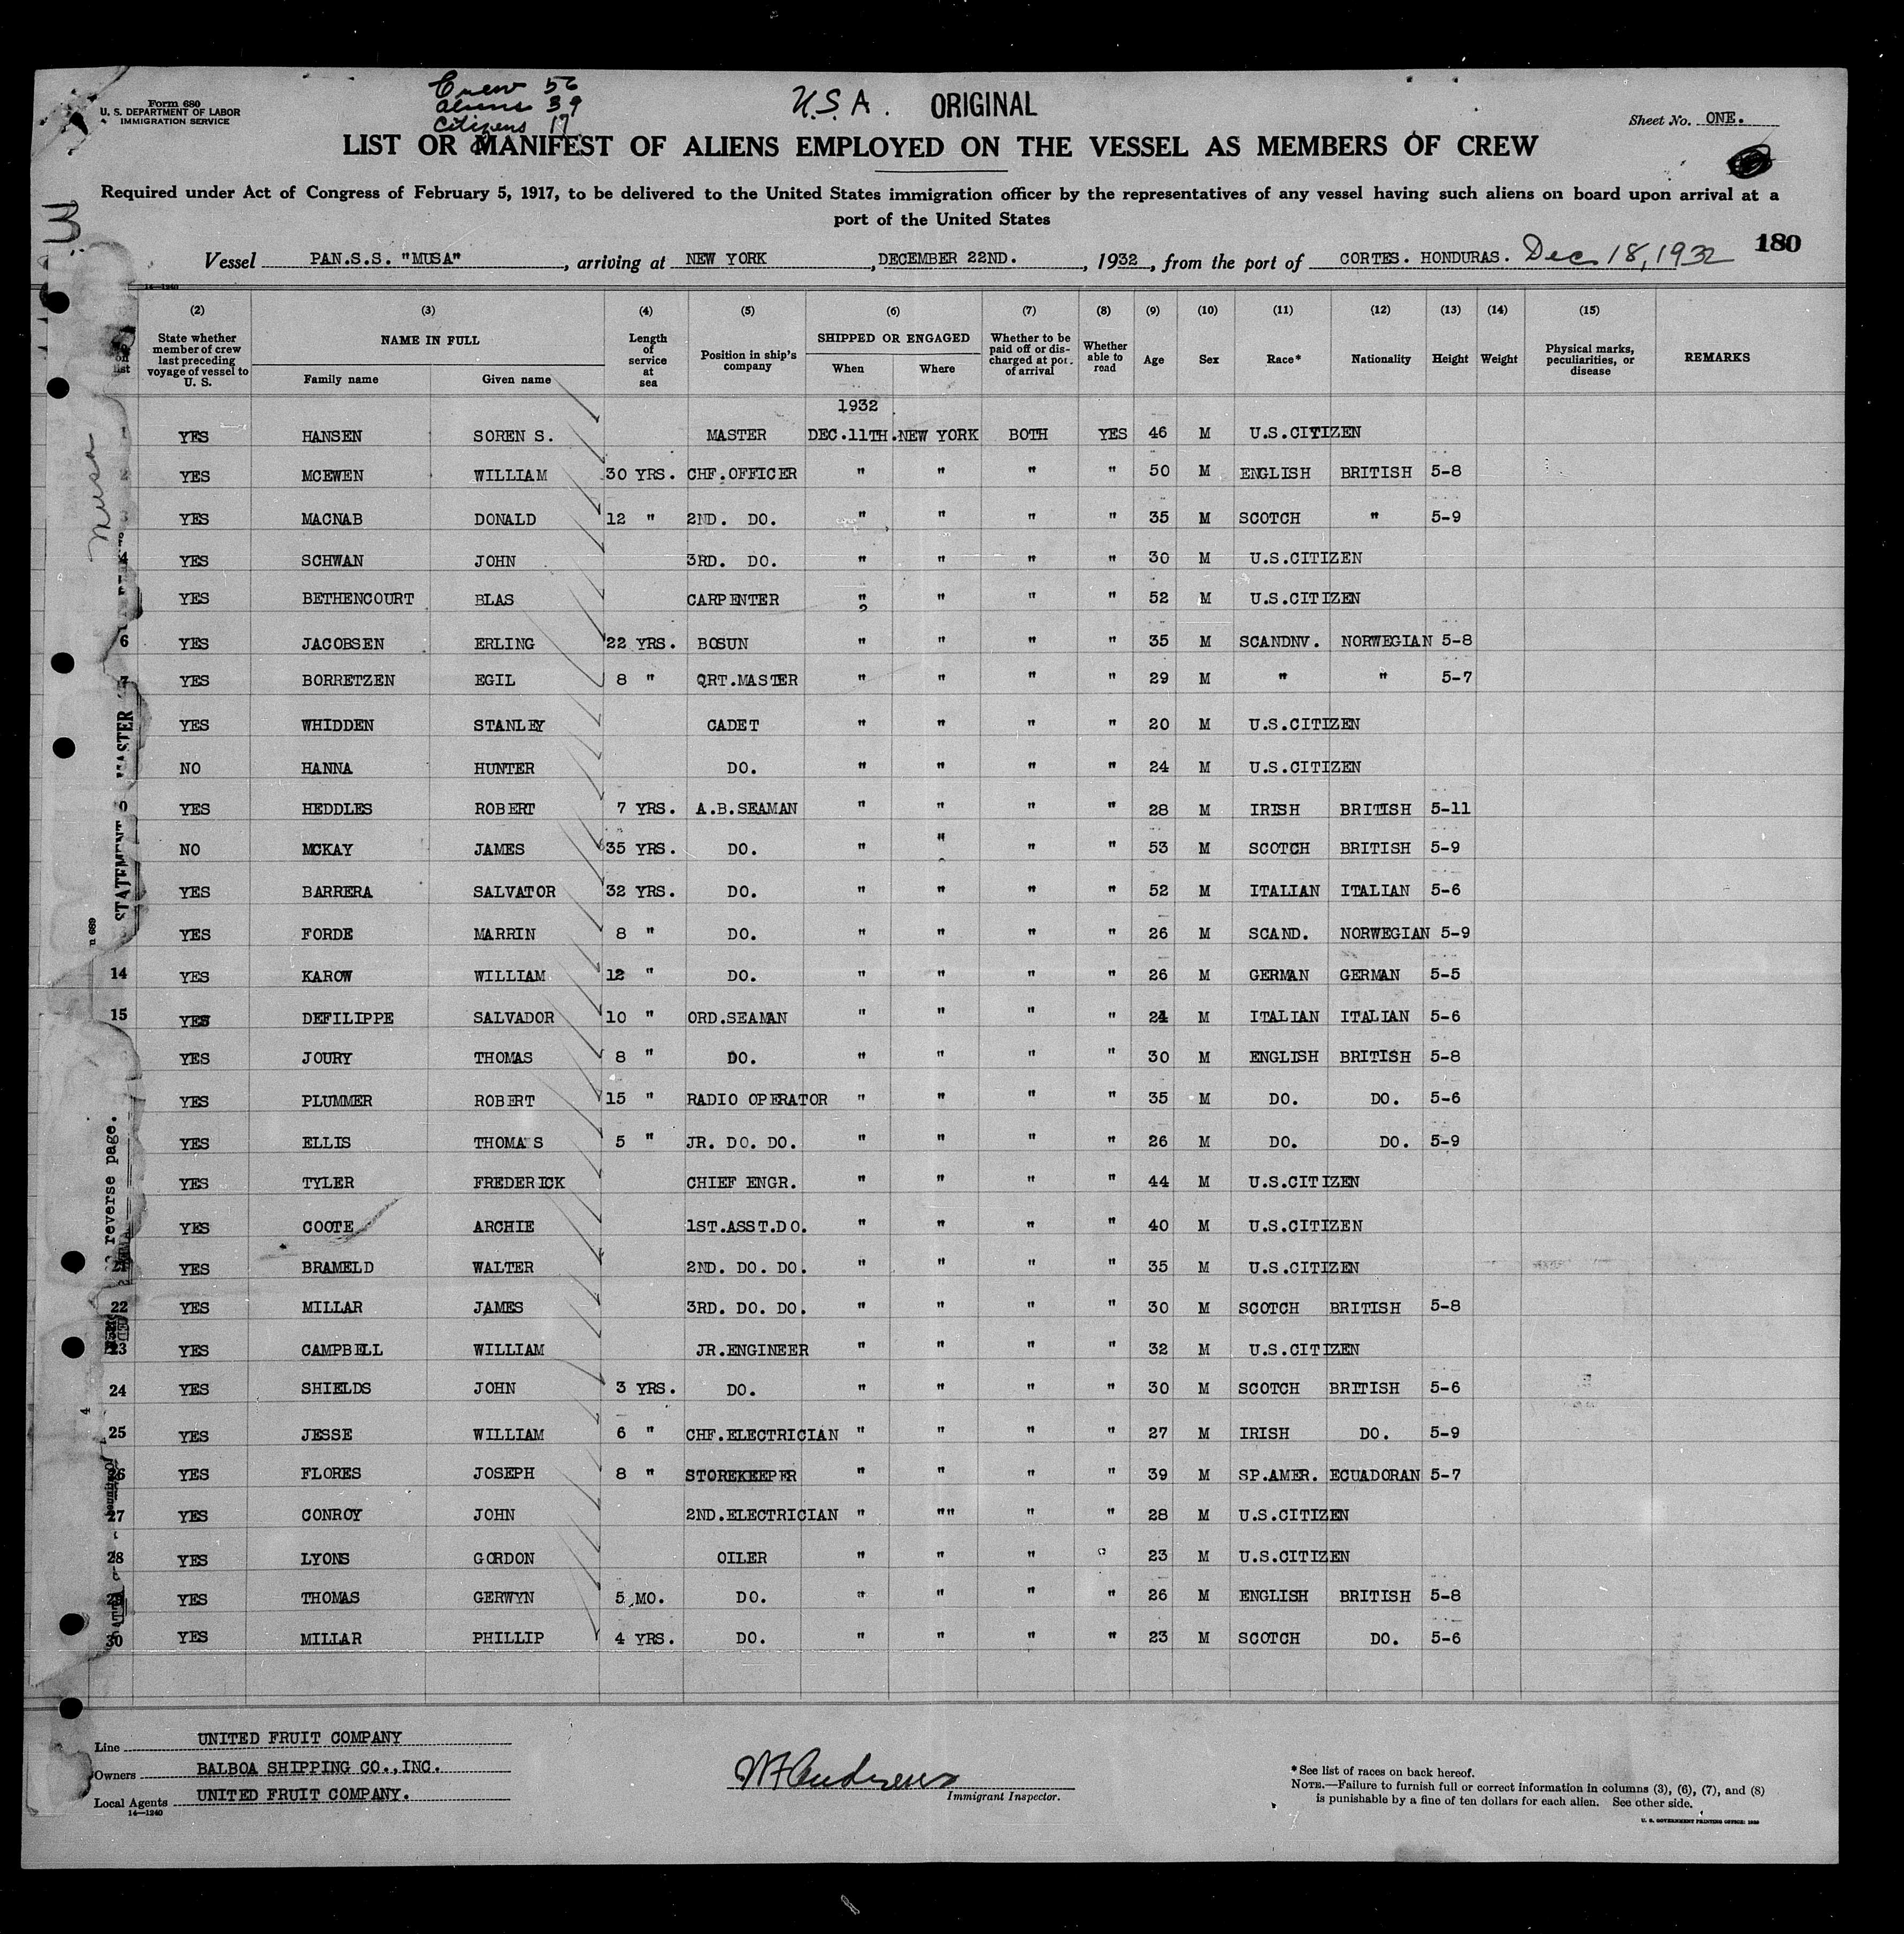 Form 680
U. S. DEPARTMENT OF LABOR
IMMIGRATION SERVICE
Crew 56
Aliens 39
Citizens 17
U.S.A. ORIGINAL
Sheet No. ONE.
LIST OR MANIFEST OF ALIENS EMPLOYED ON THE VESSEL AS MEMBERS OF CREW
Required under Act of Congress of February 5, 1917, to be delivered to the United States immigration officer by the representatives of any vessel having such aliens on board upon arrival at a
port of the United States
3
180
Vessel PAN.S.S. "MUSA", arriving at NEW YORK, DECEMBER 22ND., 1932, from the port of CORTES. HONDURAS. Dec 18, 1932
14—1240
(2) (3) (4) (5) (6) (7) (8) (9) (10) (11) (12) (13) (14) (15)
on list
State whether member of crew last preceding voyage of vessel to U. S.
NAME IN FULL
Family name Given name
Length of service at sea
Position in ship's company
SHIPPED OR ENGAGED
When Where
Whether to be paid off or discharged at port of arrival
Whether able to read
Age Sex Race* Nationality Height Weight
Physical marks, peculiarities, or disease
REMARKS
1932
YES HANSEN SOREN S. MASTER DEC.11TH. NEW YORK BOTH YES 46 M U.S.CITIZEN
YES MCEWEN WILLIAM 30 YRS. CHF.OFFICER " " " " 50 M ENGLISH BRITISH 5-8
YES MACNAB DONALD 12 " 2ND. DO. " " " " 35 M SCOTCH " 5-9
4 YES SCHWAN JOHN 3RD. DO. " " " " 30 M U.S.CITIZEN
YES BETHENCOURT BLAS CARPENTER " " " " 52 M U.S.CITIZEN
6 YES JACOBSEN ERLING 22 YRS. BOSUN " " " " 35 M SCANDNV. NORWEGIAN 5-8
7 YES BORRETZEN EGIL 8 " QRT.MASTER " " " " 29 M " " 5-7
YES WHIDDEN STANLEY CADET " " " " 20 M U.S.CITIZEN
NO HANNA HUNTER DO. " " " " 24 M U.S.CITIZEN
0 YES HEDDLES ROBERT 7 YRS. A.B.SEAMAN " " " " 28 M IRISH BRITISH 5-11
NO MCKAY JAMES 35 YRS. DO. " " " " 53 M SCOTCH BRITISH 5-9
YES BARRERA SALVATOR 32 YRS. DO. " " " " 52 M ITALIAN ITALIAN 5-6
YES FORDE MARRIN 8 " DO. " " " " 26 M SCAND. NORWEGIAN 5-9
14 YES KAROW WILLIAM 12 " DO. " " " " 26 M GERMAN GERMAN 5-5
15 YES DEFILIPPE SALVADOR 10 " ORD.SEAMAN " " " " 24 M ITALIAN ITALIAN 5-6
YES JOURY THOMAS 8 " DO. " " " " 30 M ENGLISH BRITISH 5-8
YES PLUMMER ROBERT 15 " RADIO OPERATOR " " " " 35 M DO. DO. 5-6
YES ELLIS THOMAS 5 " JR. DO. DO. " " " " 26 M DO. DO. 5-9
YES TYLER FREDERICK CHIEF ENGR. " " " " 44 M U.S.CITIZEN
YES COOTE ARCHIE 1ST.ASST.DO. " " " " 40 M U.S.CITIZEN
YES BRAMELD WALTER 2ND. DO. DO. " " " " 35 M U.S.CITIZEN
22 YES MILLAR JAMES 3RD. DO. DO. " " " " 30 M SCOTCH BRITISH 5-8
23 YES CAMPBELL WILLIAM JR.ENGINEER " " " " 32 M U.S.CITIZEN
24 YES SHIELDS JOHN 3 YRS. DO. " " " " 30 M SCOTCH BRITISH 5-6
25 YES JESSE WILLIAM 6 " CHF.ELECTRICIAN " " " " 27 M IRISH DO. 5-9
26 YES FLORES JOSEPH 8 " STOREKEEPER " " " " 39 M SP.AMER. ECUADORAN 5-7
27 YES CONROY JOHN 2ND.ELECTRICIAN " "" " " 28 M U.S.CITIZEN
28 YES LYONS GORDON OILER " " " " 23 M U.S.CITIZEN
29 YES THOMAS GERWYN 5 MO. DO. " " " " 26 M ENGLISH BRITISH 5-8
30 YES MILLAR PHILLIP 4 YRS. DO. " " " " 23 M SCOTCH DO. 5-6
Musa
STATEMENT MASTER
689
reverse page.
4
Line UNITED FRUIT COMPANY
Owners BALBOA SHIPPING CO.,INC.
Local Agents UNITED FRUIT COMPANY.
14—1240
W F Andrews
Immigrant Inspector.
*See list of races on back hereof.
NOTE.—Failure to furnish full or correct information in columns (3), (6), (7), and (8)
is punishable by a fine of ten dollars for each alien. See other side.
U. S. GOVERNMENT PRINTING OFFICE: 1930